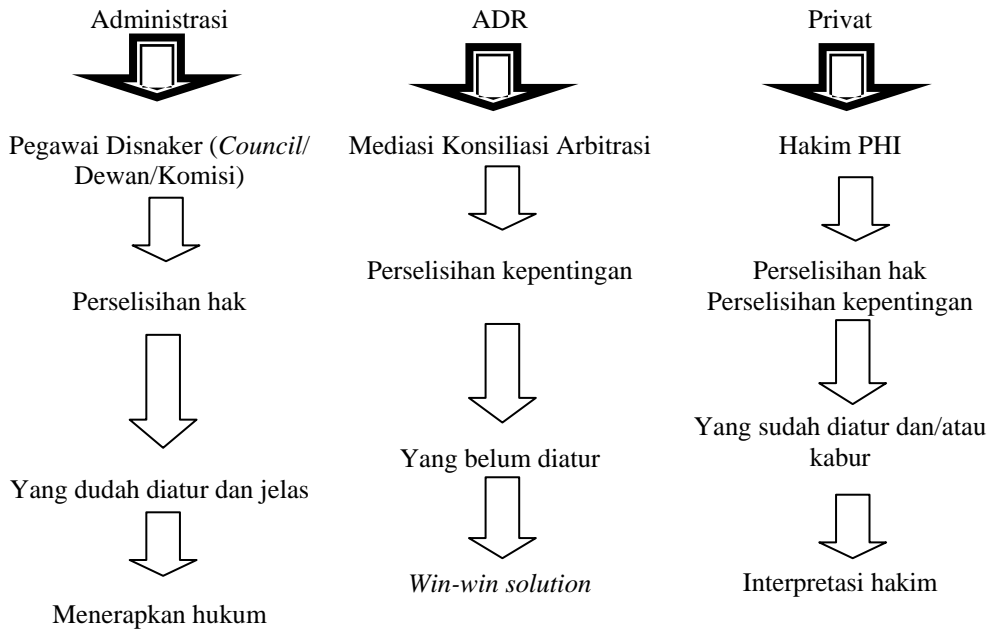 Administrasi
ADR
Privat
Pegawai Disnaker (Council/
Dewan/Komisi)
Mediasi Konsiliasi Arbitrasi
Hakim PHI
Perselisihan hak
Perselisihan kepentingan
Perselisihan hak
Perselisihan kepentingan
Yang dudah diatur dan jelas
Yang belum diatur
Yang sudah diatur dan/atau
kabur
Menerapkan hukum
Win-win solution
Interpretasi hakim